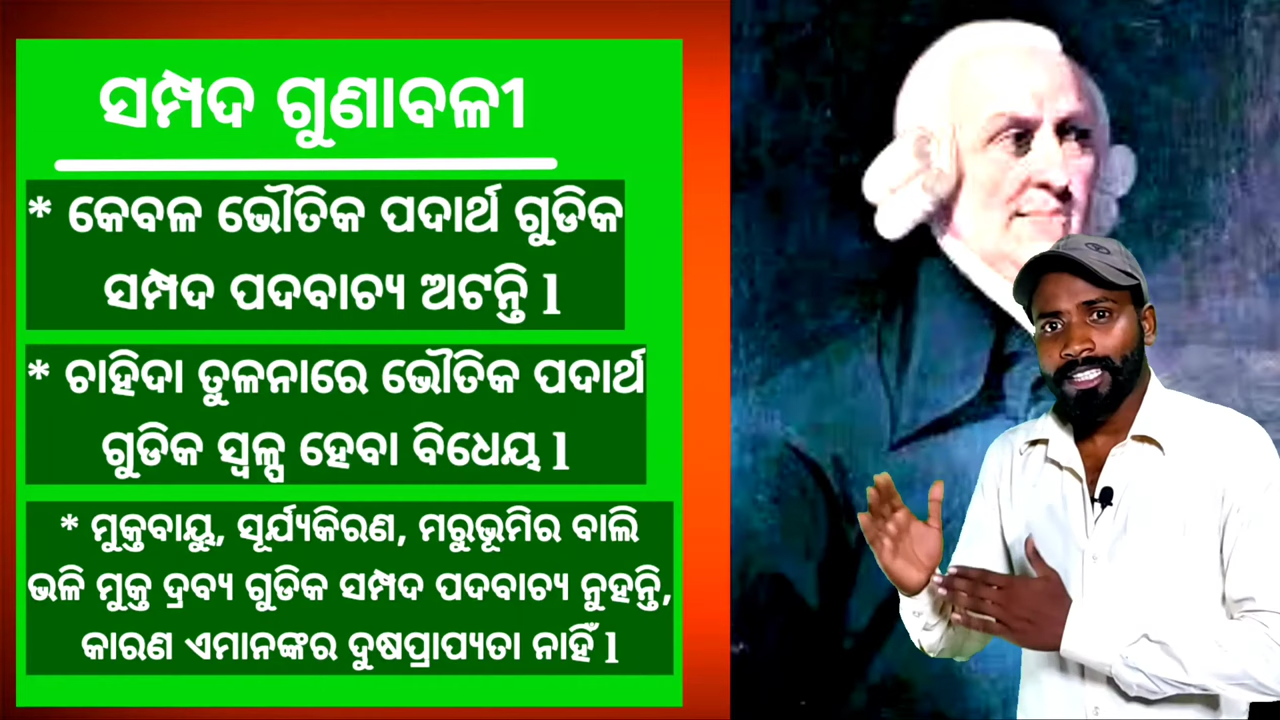 ସମ୍ପଦ ଗୁଣାବଳୀ
* କେବଳ ଭୌତିକ ପଦାର୍ଥ ଗୁଡିକ
ସମ୍ପଦ ପଦବାଚ୍ୟ ଅଟନ୍ତି l
* ଚାହିଦା ତୁଳନାରେ ଭୌତିକ ପଦାର୍ଥ
ଗୁଡିକ ସ୍ୱଳ୍ପ ହେବା ବିଧେୟ l
* ମୁକ୍ତବାୟୁ, ସୂର୍ଯ୍ୟକିରଣ, ମରୁଭୂମିର ବାଲି
ଭଳି ମୁକ୍ତ ଦ୍ରବ୍ୟ ଗୁଡିକ ସମ୍ପଦ ପଦବାଚ୍ୟ ନୁହନ୍ତି,
କାରଣ ଏମାନଙ୍କର ଦୁଷପ୍ରାପ୍ୟତା ନାହିଁ l